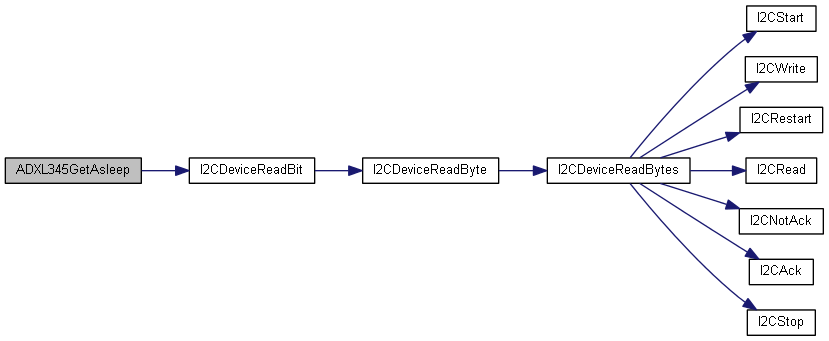 I2CStart
I2CWrite
I2CRestart
ADXL345GetAsleep
I2CDeviceReadBit
I2CDeviceReadByte
I2CDeviceReadBytes
I2CRead
I2CNotAck
I2CAck
I2CStop